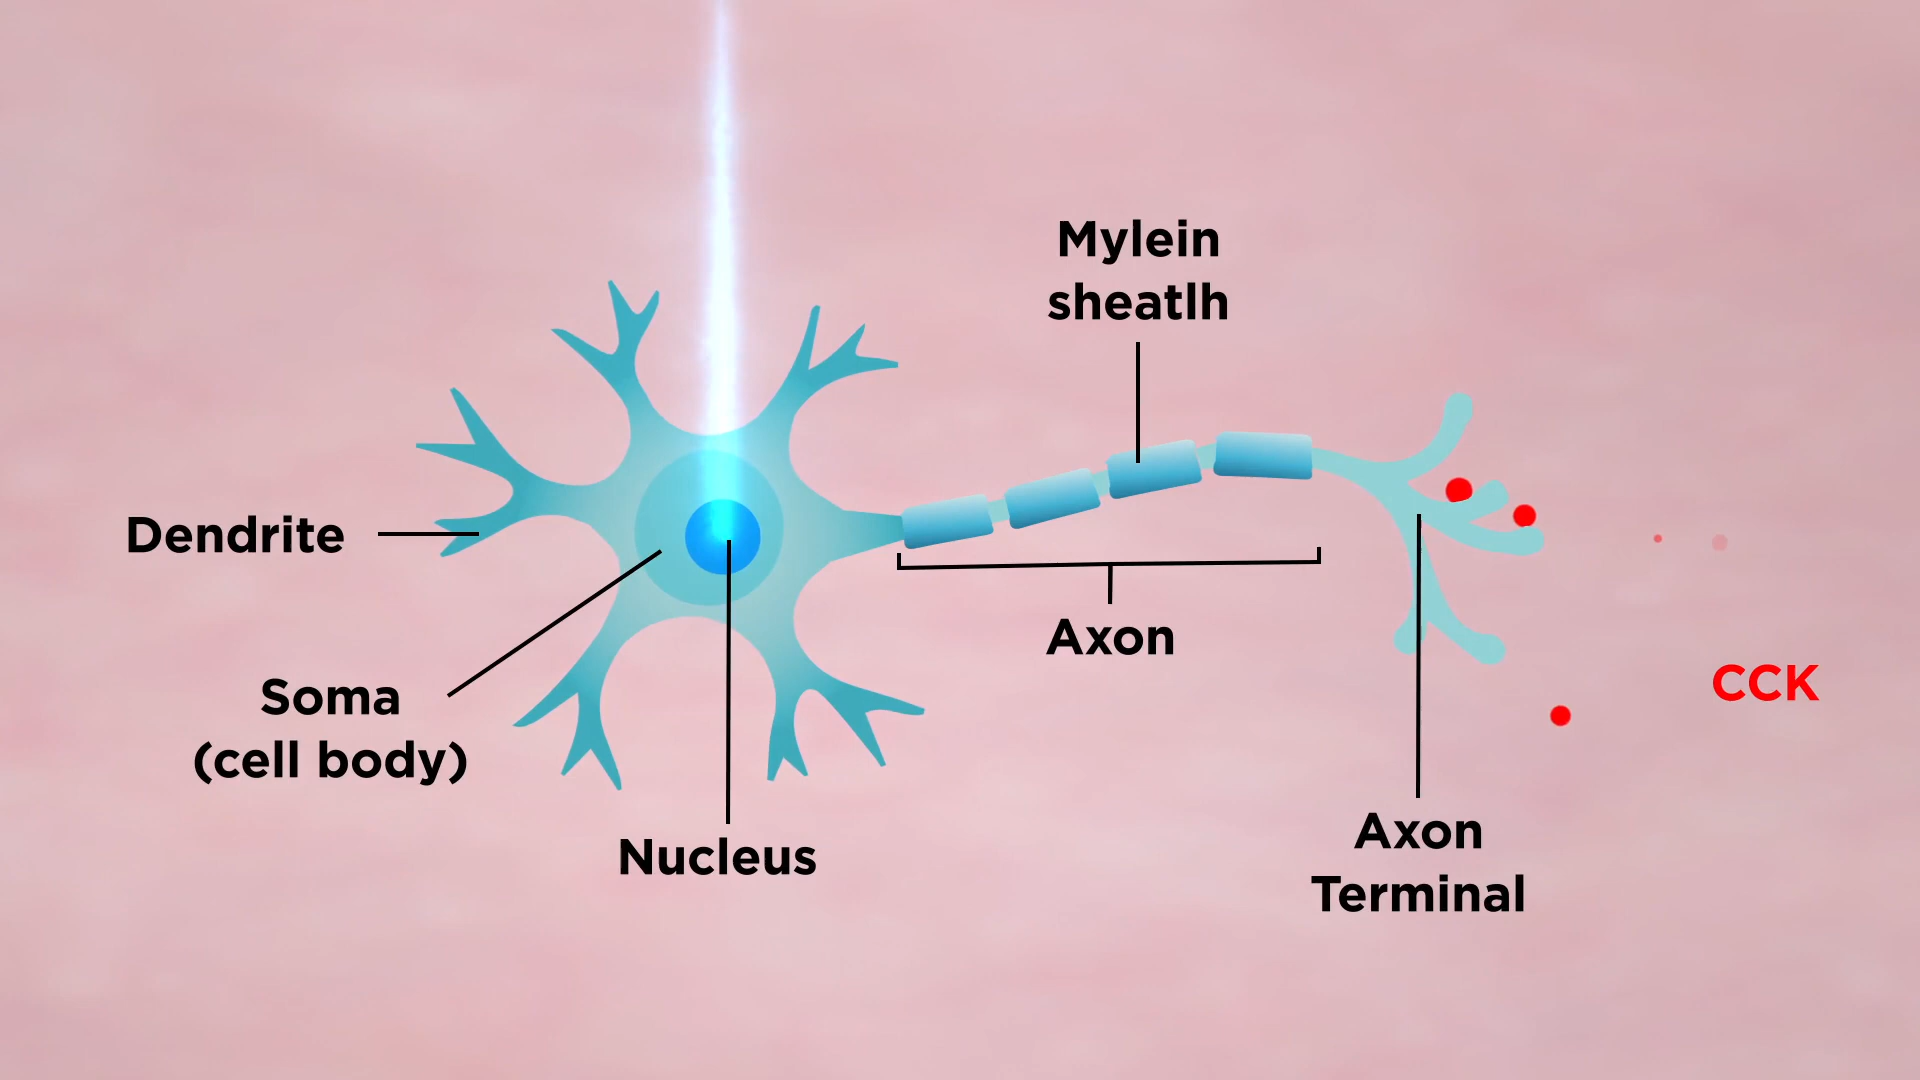 Mylein
sheatlh
Dendrite
Axon
Soma
(cell body)
CCK
Nucleus
Axon
Terminal